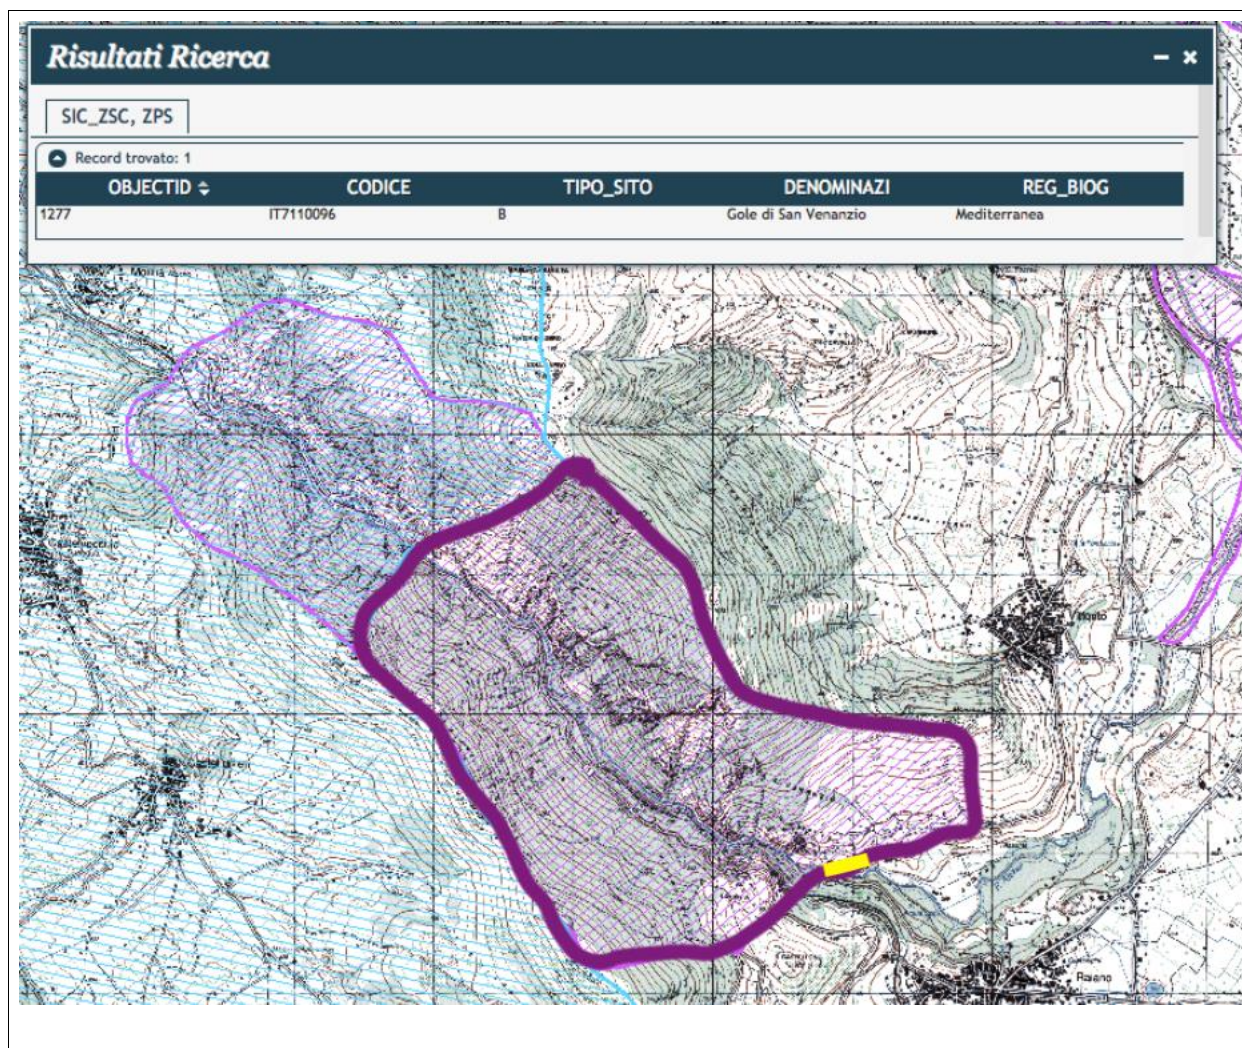 Risultati Ricerca
SIC_ZSC, ZPS
Record trovato: 1
OBJECTID CODICE TIPO_SITO DENOMINAZI REG_BIOG
1277 IT7110096 B Gole di San Venanzio Mediterranea
Raiano